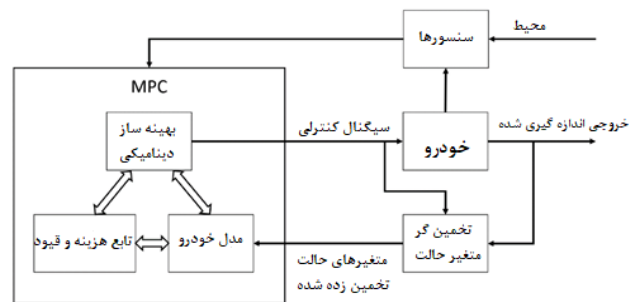 محیط
سنسورها
MPC
بهینه ساز
دینامیکی
سیگنال کنترلی
خودرو
خروجی اندازه گیری شده
تابع هزینه و قیود
مدل خودرو
متغیرهای حالت
تخمین زده شده
تخمین گر
متغیر حالت